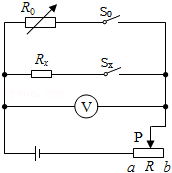 R₀ S₀
Rₓ Sₓ
V
P
a R b